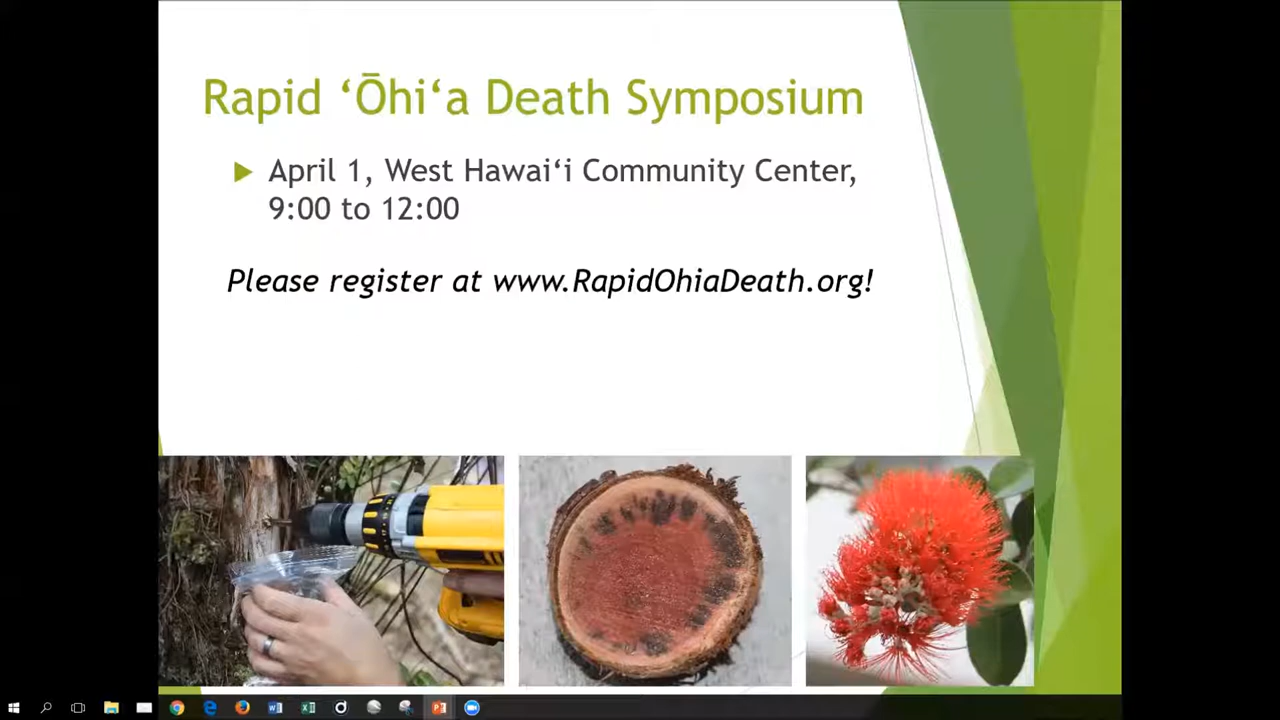 Rapid ʻŌhiʻa Death Symposium
April 1, West Hawaiʻi Community Center,
9:00 to 12:00
Please register at www.RapidOhiaDeath.org!